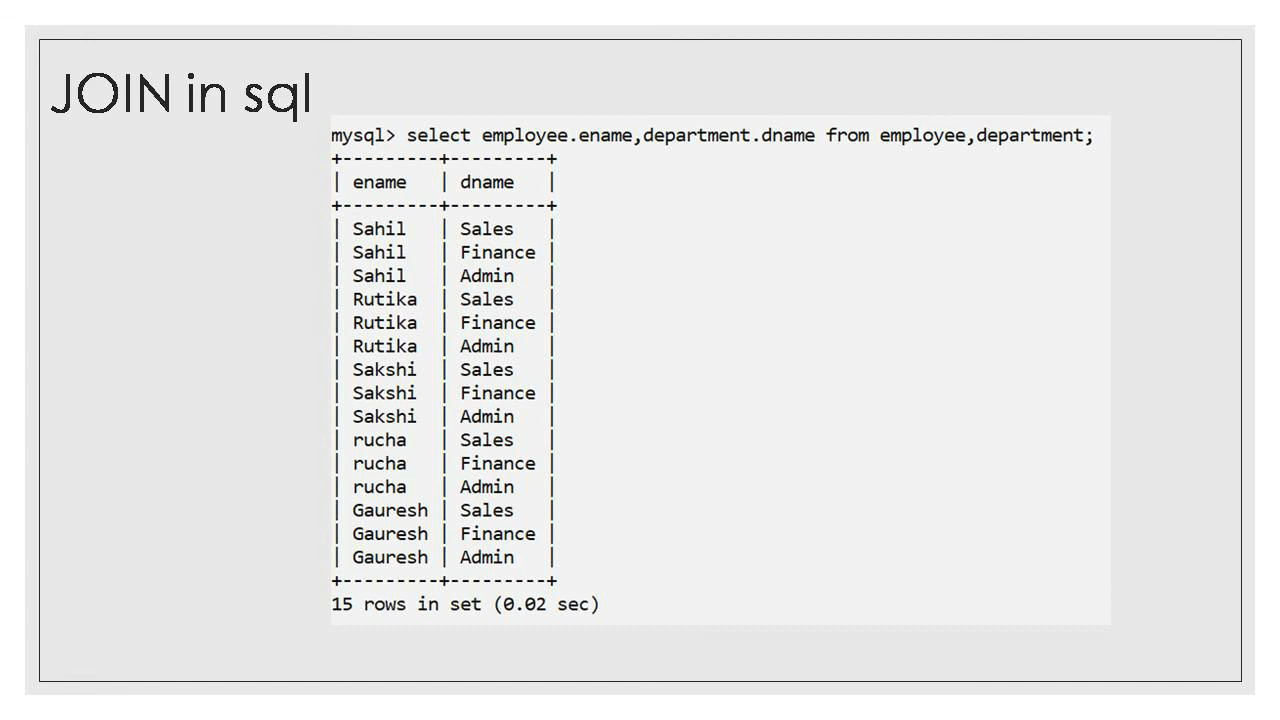 JOIN in sql
mysql> select employee.ename,department.dname from employee,department;
+---------+---------+
| ename   | dname   |
+---------+---------+
| Sahil   | Sales   |
| Sahil   | Finance |
| Sahil   | Admin   |
| Rutika  | Sales   |
| Rutika  | Finance |
| Rutika  | Admin   |
| Sakshi  | Sales   |
| Sakshi  | Finance |
| Sakshi  | Admin   |
| rucha   | Sales   |
| rucha   | Finance |
| rucha   | Admin   |
| Gauresh | Sales   |
| Gauresh | Finance |
| Gauresh | Admin   |
+---------+---------+
15 rows in set (0.02 sec)